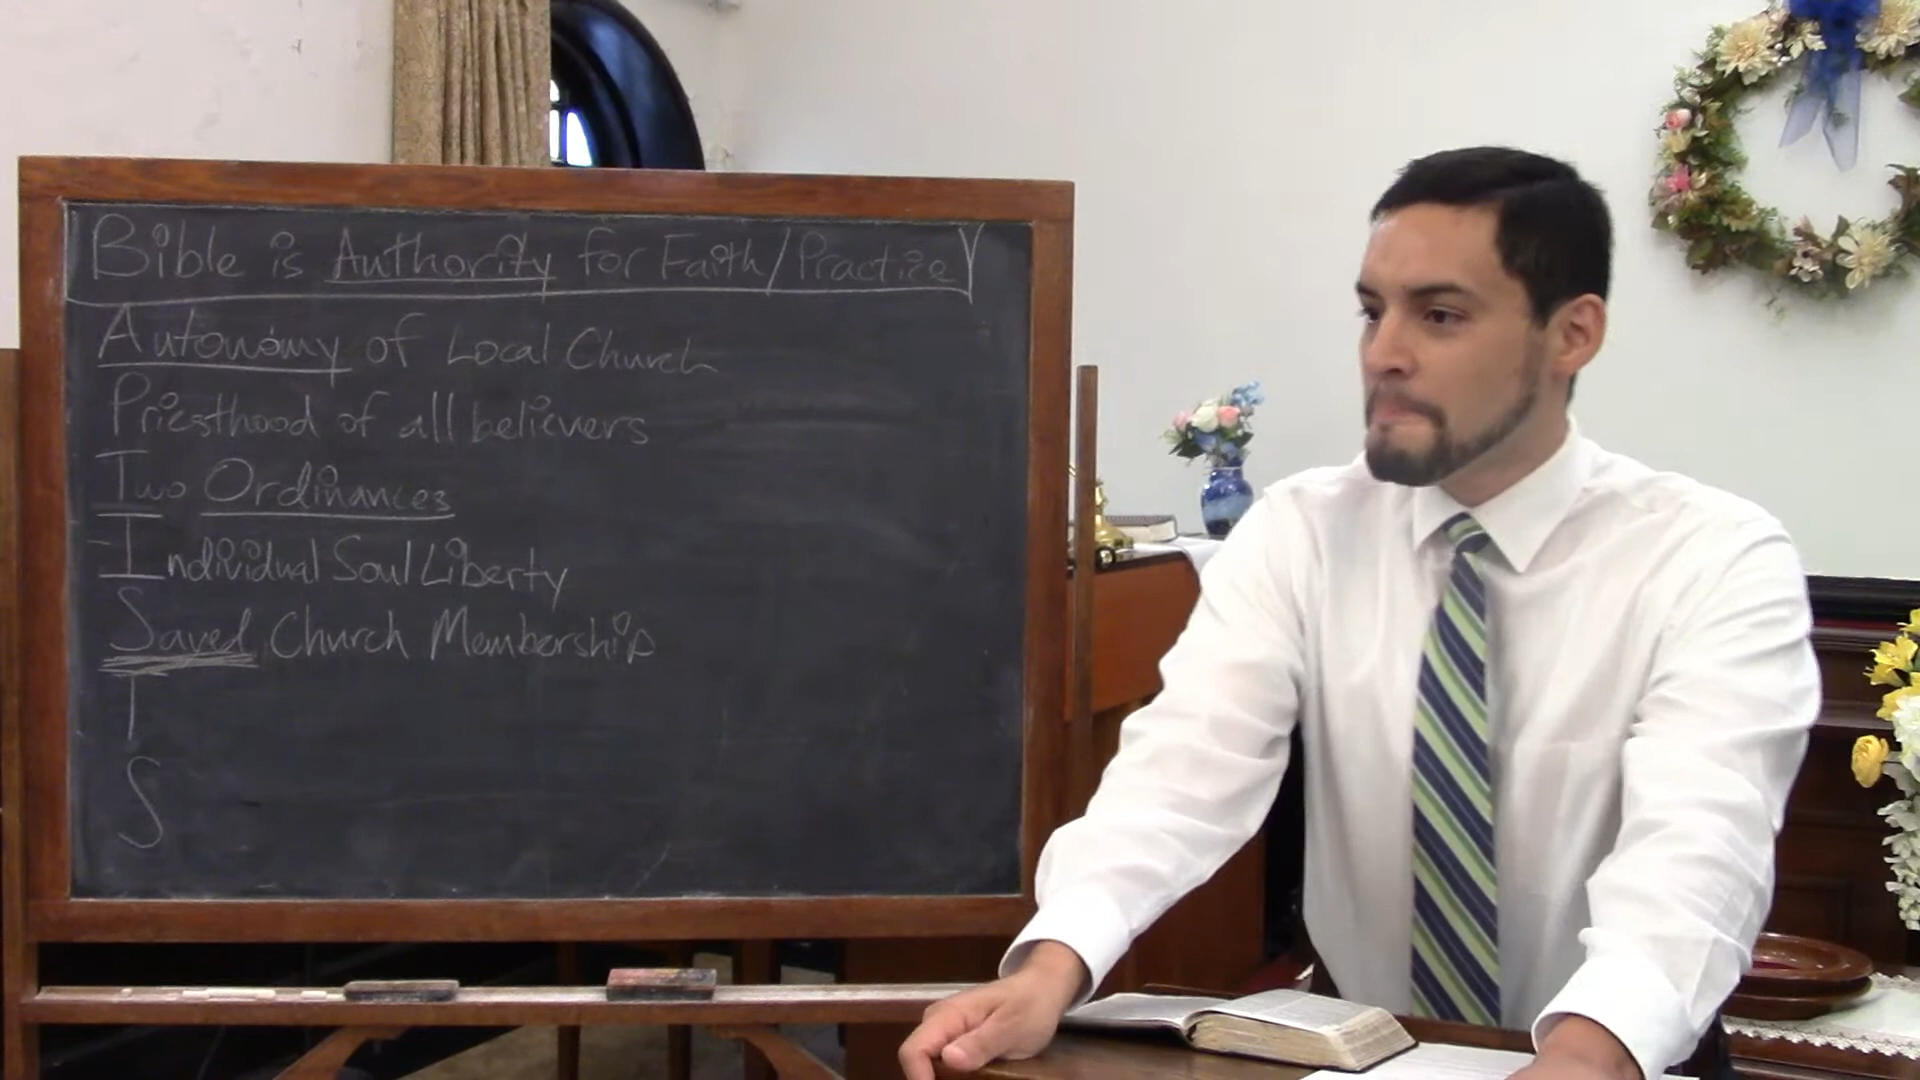 Bible is Authority for Faith/Practice
Autonomy of Local Church
Priesthood of all believers
Two Ordinances
Individual Soul Liberty
Saved Church Membership
T
S